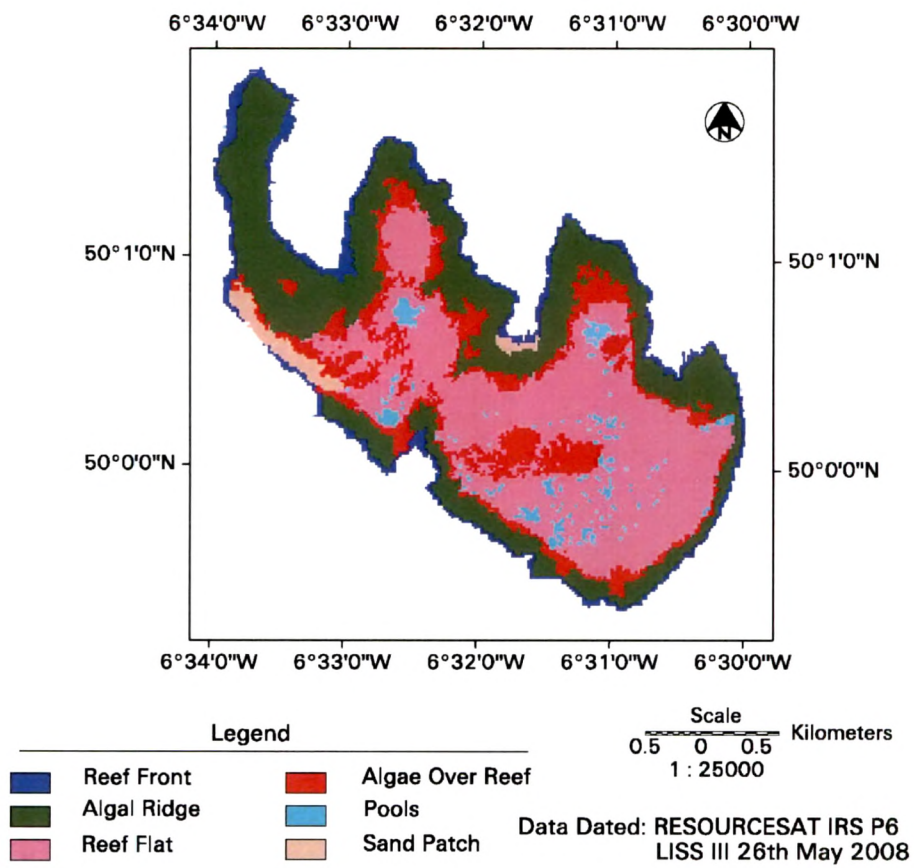 6°34'0"W 6°33'0"W 6°32'0"W 6°31'0"W 6°30'0"W
N
50°1'0"N 50°1'0"N
50°0'0"N 50°0'0"N
6°34'0"W 6°33'0"W 6°32'0"W 6°31'0"W 6°30'0"W
Legend
Reef Front
Algal Ridge
Reef Flat
Algae Over Reef
Pools
Sand Patch
Scale
0.5 0 0.5 Kilometers
1 : 25000
Data Dated: RESOURCESAT IRS P6
LISS III 26th May 2008